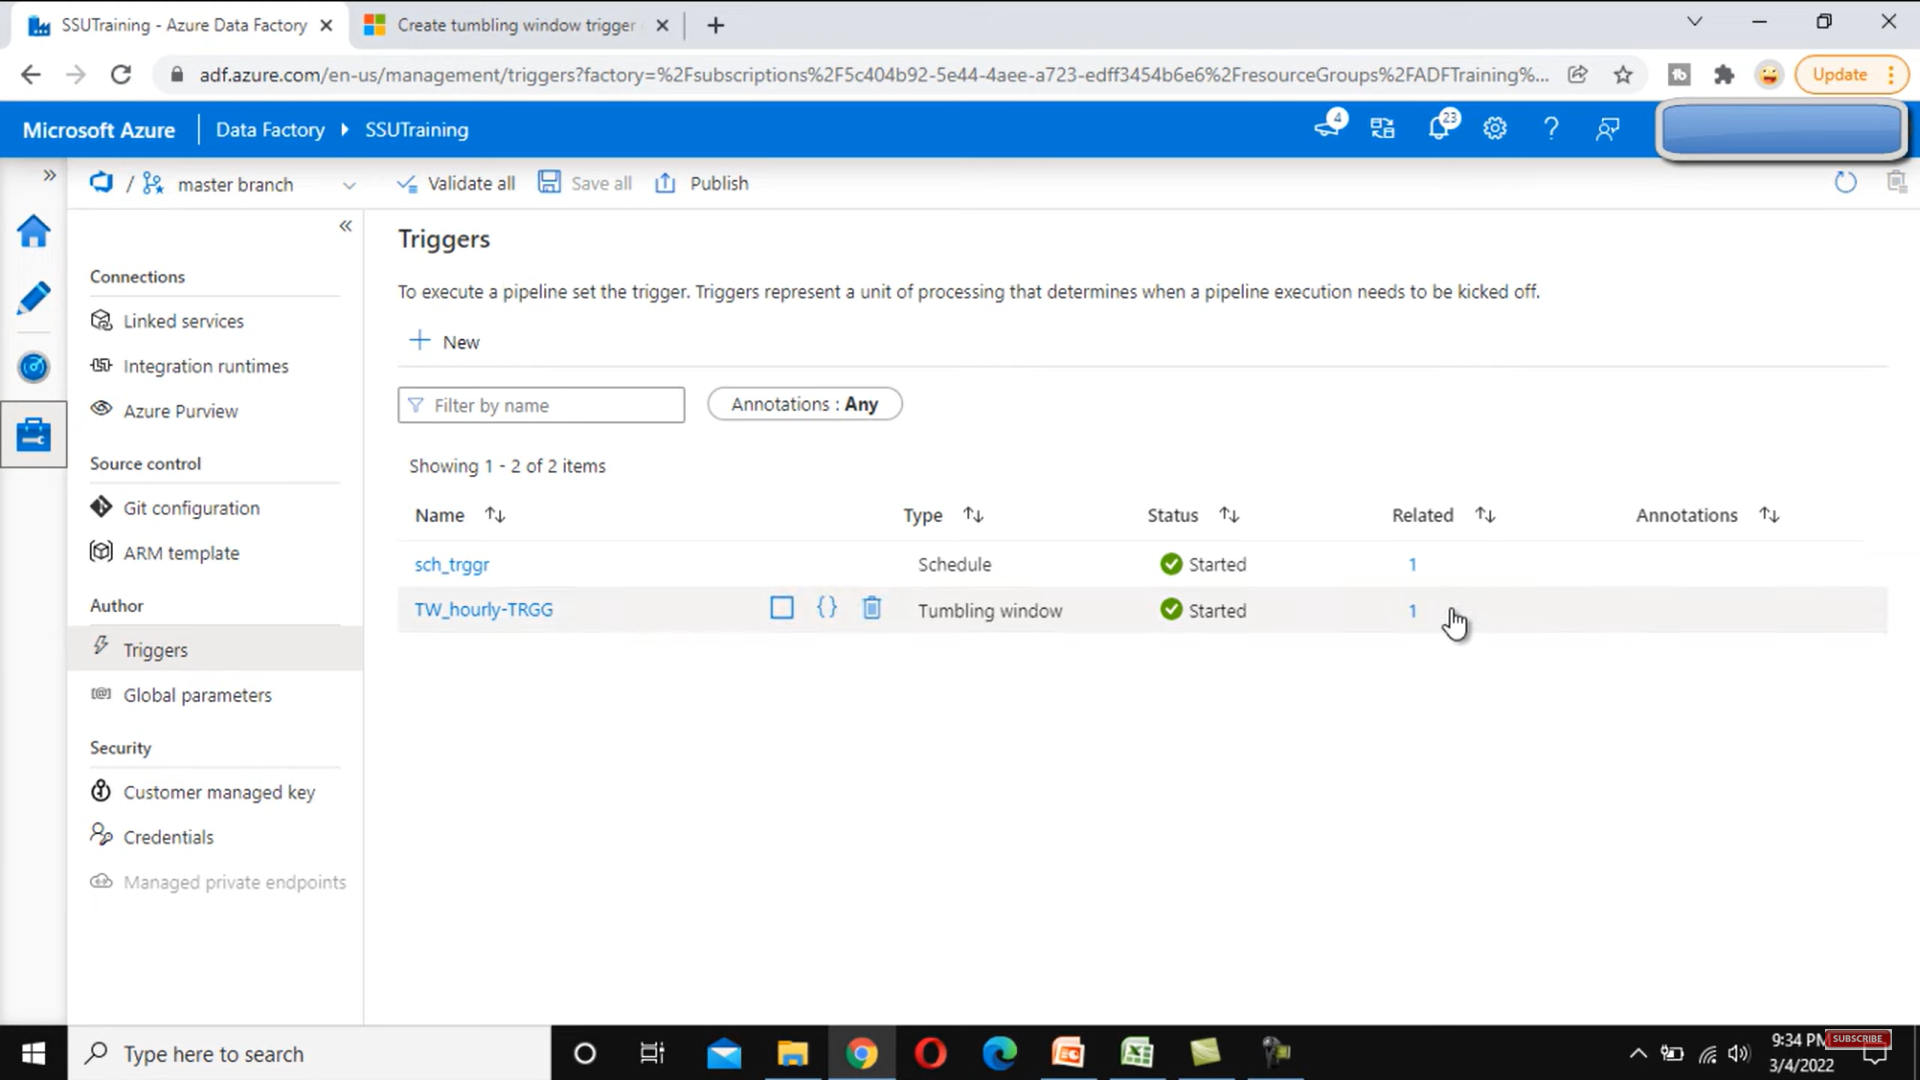 SSUTraining - Azure Data Factory
Create tumbling window trigger
adf.azure.com/en-us/management/triggers?factory=%2Fsubscriptions%2F5c404b92-5e44-4aee-a723-edff3454b6e6%2FresourceGroups%2FADFTraining%...
Update
Microsoft Azure Data Factory SSUTraining
4
23
/ master branch
Validate all
Save all
Publish
Triggers
To execute a pipeline set the trigger. Triggers represent a unit of processing that determines when a pipeline execution needs to be kicked off.
New
Filter by name
Annotations : Any
Showing 1 - 2 of 2 items
Name Type Status Related Annotations
sch_trggr Schedule Started 1
TW_hourly-TRGG {} Tumbling window Started 1
Connections
Linked services
Integration runtimes
Azure Purview
Source control
Git configuration
ARM template
Author
Triggers
Global parameters
Security
Customer managed key
Credentials
Managed private endpoints
Type here to search
9:34 PM
SUBSCRIBE
3/4/2022